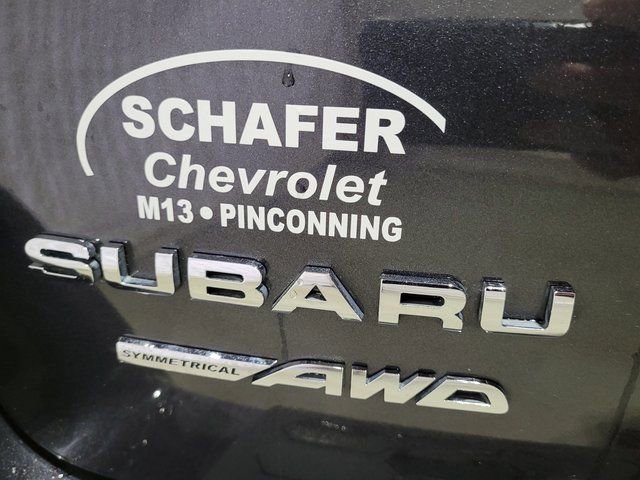 SCHAFER
Chevrolet
M13 • PINCONNING
SUBARU
SYMMETRICAL AWD